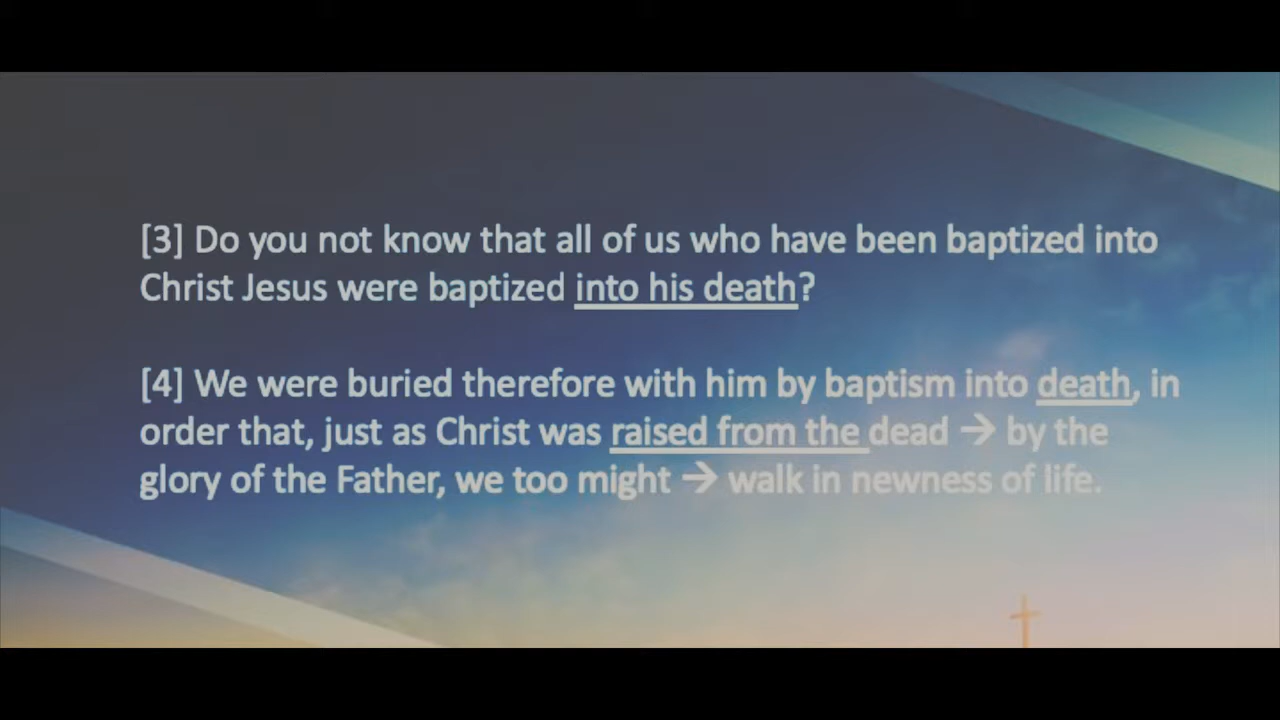 [3] Do you not know that all of us who have been baptized into
Christ Jesus were baptized into his death?
[4] We were buried therefore with him by baptism into death, in
order that, just as Christ was raised from the dead → by the
glory of the Father, we too might → walk in newness of life.